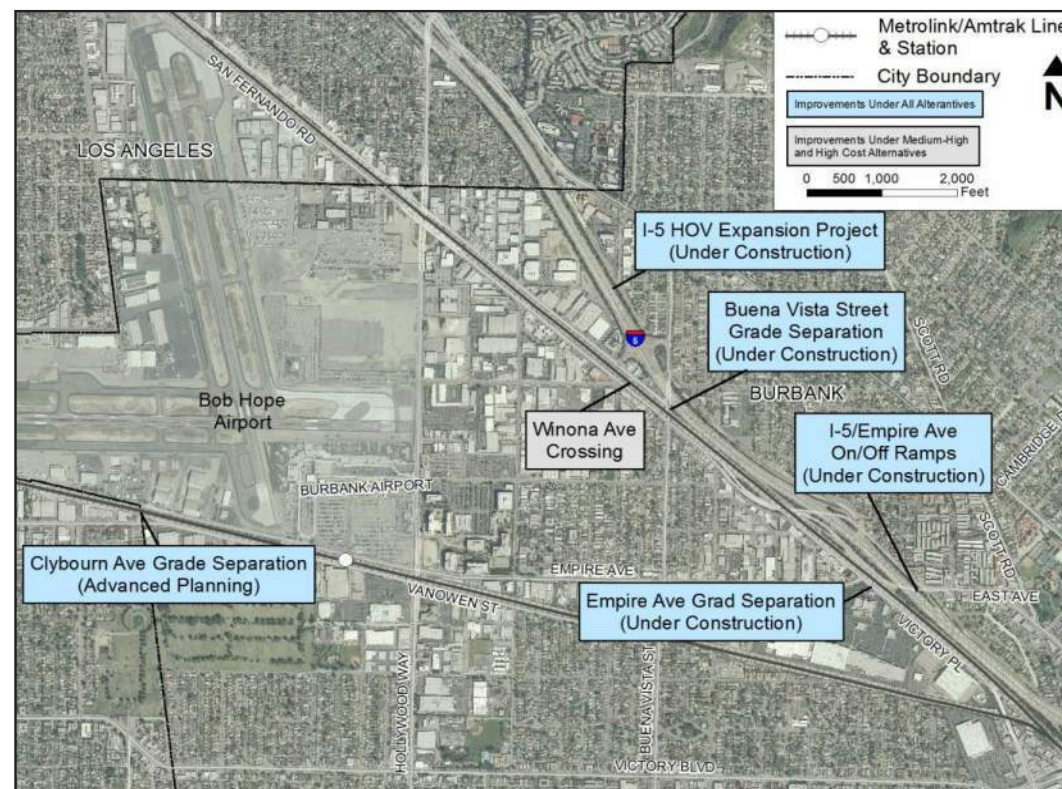 Metrolink/Amtrak Line
& Station
City Boundary
Improvements Under All Alterantives
Improvements Under Medium-High
and High Cost Alternatives
0 500 1,000 2,000
Feet
N
SAN FERNANDO RD
LOS ANGELES
I-5 HOV Expansion Project
(Under Construction)
Buena Vista Street
Grade Separation
(Under Construction)
5
SCOTT RD
BURBANK
Bob Hope
Airport
Winona Ave
Crossing
I-5/Empire Ave
On/Off Ramps
(Under Construction)
CAMBRIDGE
BURBANK AIRPORT
SCOTT RD
Clybourn Ave Grade Separation
(Advanced Planning)
EMPIRE AVE
VANOWEN ST
Empire Ave Grad Separation
(Under Construction)
EAST AVE
VICTORY PL
HOLLYWOOD WAY
BUENA VISTA ST
VICTORY BLVD